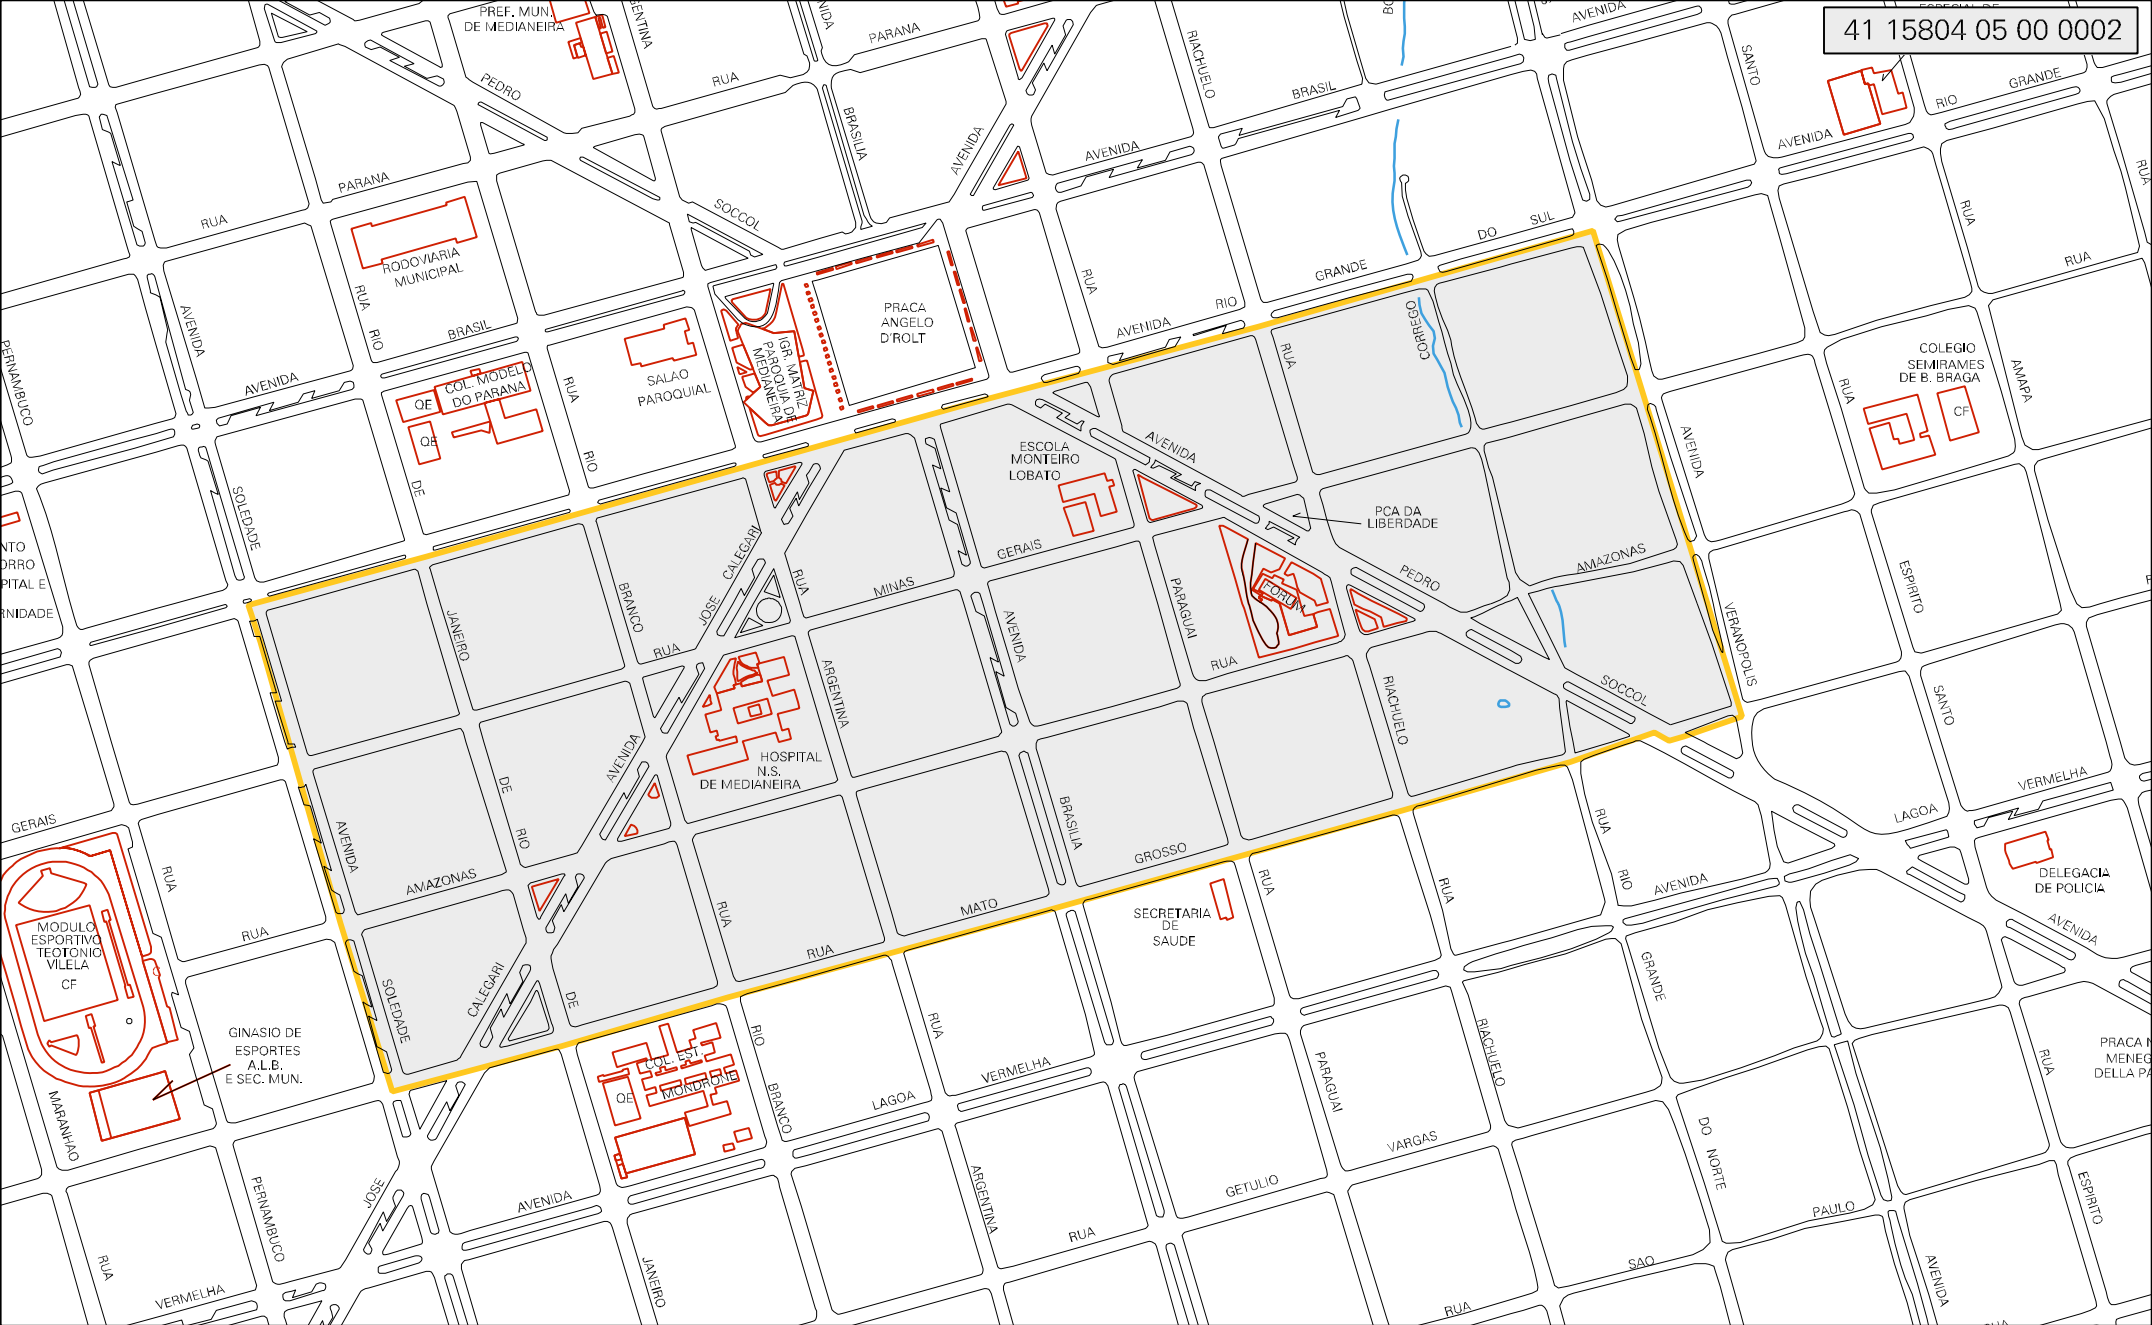 41 15804 05 00 0002
PREF. MUN.
DE MEDIANEIRA
PARANA
RUA
PEDRO
BRASILIA
AVENIDA
RIACHUELO
BRASIL
AVENIDA
AVENIDA
SANTO
RIO GRANDE
AVENIDA
RUA
PARANA
RUA
SOCCOL
RODOVIARIA
MUNICIPAL
RUA
RIO
BRASIL
AVENIDA
AVENIDA
PERNAMBUCO
SOLEDADE
COL. MODELO
DO PARANA
QE
QE
DE
RUA
RIO
SALAO
PAROQUIAL
IGR. MATRIZ
PAROQUIA DE
MEDIANEIRA
PRACA
ANGELO
D'ROLT
RUA
AVENIDA
RIO
GRANDE
DO
SUL
RUA
CORREGO
RUA
RUA
COLEGIO
SEMIRAMES
DE B. BRAGA
CF
AMAPA
RUA
AVENIDA
ESCOLA
MONTEIRO
LOBATO
AVENIDA
PCA DA
LIBERDADE
GERAIS
MINAS
RUA
JOSE
CALEGARI
BRANCO
JANEIRO
RUA
PARAGUAI
FORUM
PEDRO
AMAZONAS
ESPIRITO
VERANOPOLIS
AVENIDA
RUA
ARGENTINA
HOSPITAL
N.S.
DE MEDIANEIRA
AVENIDA
RIACHUELO
SOCCOL
SANTO
VERMELHA
LAGOA
GERAIS
AVENIDA
DE
RIO
AMAZONAS
BRASILIA
GROSSO
MATO
RUA
RUA
RUA
RUA
RIO
AVENIDA
DELEGACIA
DE POLICIA
AVENIDA
MODULO
ESPORTIVO
TEOTONIO
VILELA
CF
RUA
RUA
GINASIO DE
ESPORTES
A.L.B.
E SEC. MUN.
SOLEDADE
CALEGARI
DE
SECRETARIA
DE
SAUDE
RUA
RUA
GRANDE
COL. EST.
MONDRONE
QE
RIO
BRANCO
RUA
VERMELHA
LAGOA
PARAGUAI
RIACHUELO
VARGAS
GETULIO
RUA
DO NORTE
PAULO
SAO
RUA
RUA
ESPIRITO
AVENIDA
MARANHAO
PERNAMBUCO
JOSE
AVENIDA
ARGENTINA
JANEIRO
RUA
VERMELHA